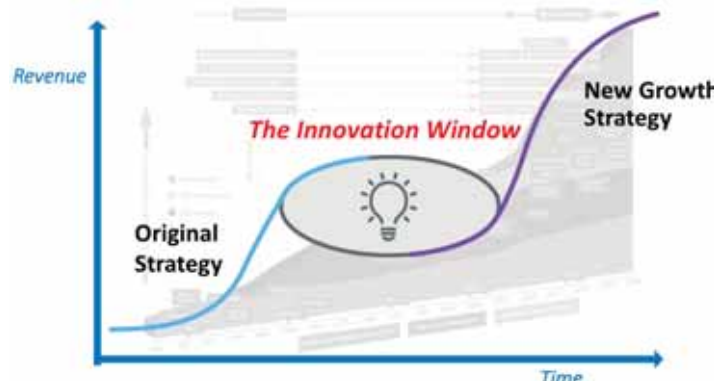 Revenue
New Growth
Strategy
The Innovation Window
Original
Strategy
Time